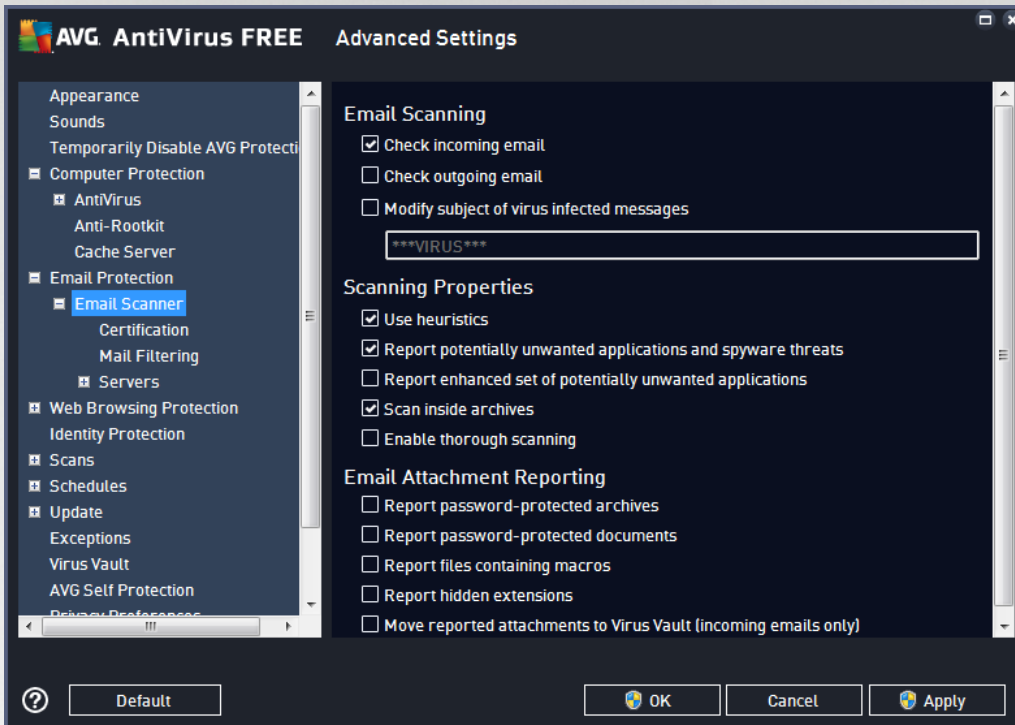 AVG. AntiVirus FREE Advanced Settings
Appearance
Sounds
Temporarily Disable AVG Protecti
Computer Protection
AntiVirus
Anti-Rootkit
Cache Server
Email Protection
Email Scanner
Certification
Mail Filtering
Servers
Web Browsing Protection
Identity Protection
Scans
Schedules
Update
Exceptions
Virus Vault
AVG Self Protection
Privacy Preferences
Email Scanning
Check incoming email
Check outgoing email
Modify subject of virus infected messages
***VIRUS***
Scanning Properties
Use heuristics
Report potentially unwanted applications and spyware threats
Report enhanced set of potentially unwanted applications
Scan inside archives
Enable thorough scanning
Email Attachment Reporting
Report password-protected archives
Report password-protected documents
Report files containing macros
Report hidden extensions
Move reported attachments to Virus Vault (incoming emails only)
? Default OK Cancel Apply